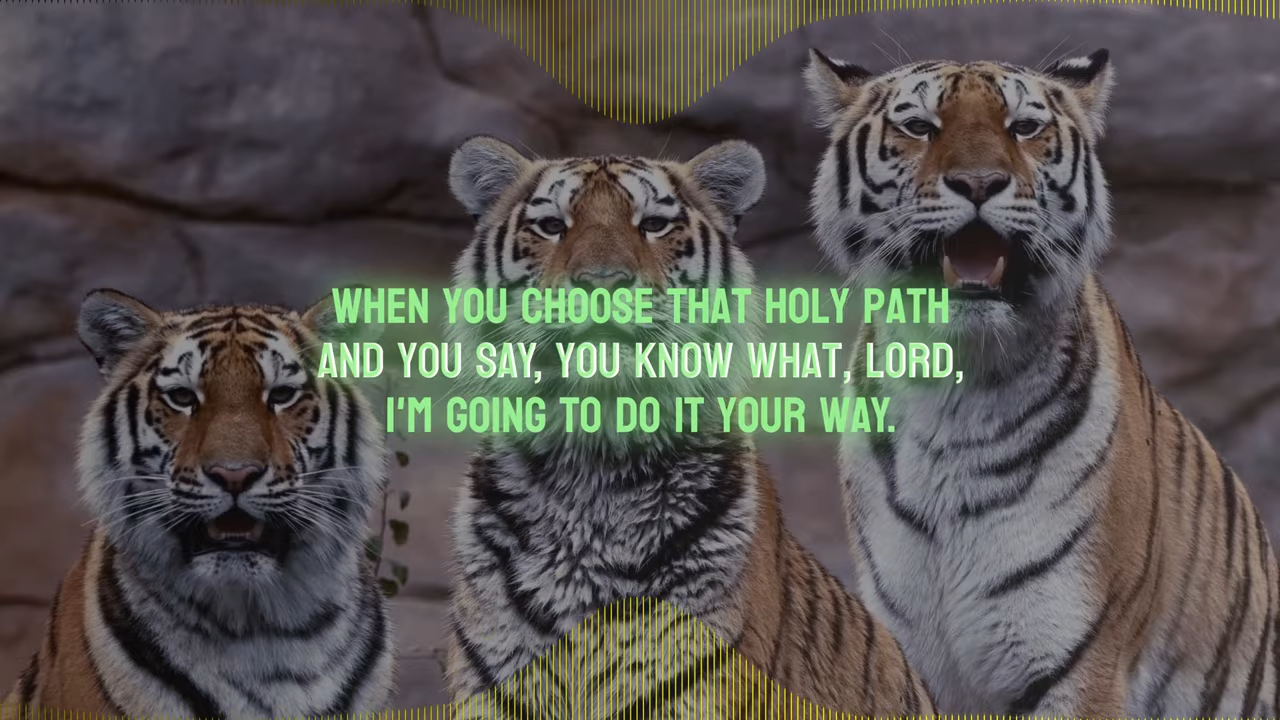 WHEN YOU CHOOSE THAT HOLY PATH
AND YOU SAY, YOU KNOW WHAT, LORD,
I'M GOING TO DO IT YOUR WAY.